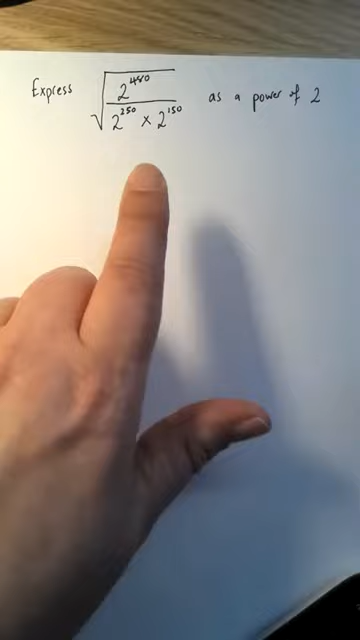 Express √(2^450 / (2^250 × 2^150)) as a power of 2